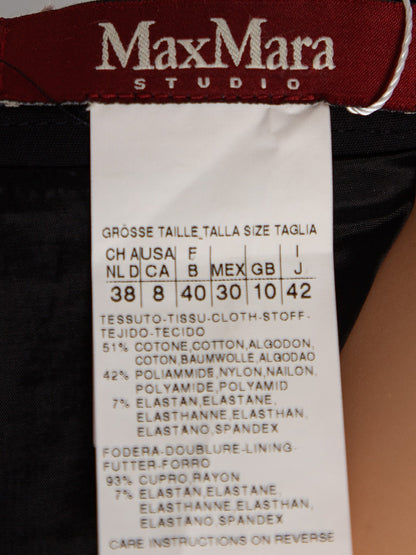 MaxMara
STUDIO
GRÖSSE TAILLE TALLA SIZE TAGLIA
CH A USA F I
NL D CA B MEX GB J
38 8 40 30 10 42
TESSUTO-TISSU-CLOTH-STOFF-
TEJIDO-TECIDO
51% COTONE,COTTON,ALGODON,
COTON,BAUMWOLLE,ALGODAO
42% POLIAMMIDE,NYLON,NAILON,
POLYAMIDE,POLYAMID
7% ELASTAN,ELASTANE,
ELASTHANNE,ELASTHAN,
ELASTANO,SPANDEX
FODERA-DOUBLURE-LINING-
FUTTER-FORRO
93% CUPRO,RAYON
7% ELASTAN,ELASTANE,
ELASTHANNE,ELASTHAN,
ELASTANO,SPANDEX
CARE INSTRUCTIONS ON REVERSE